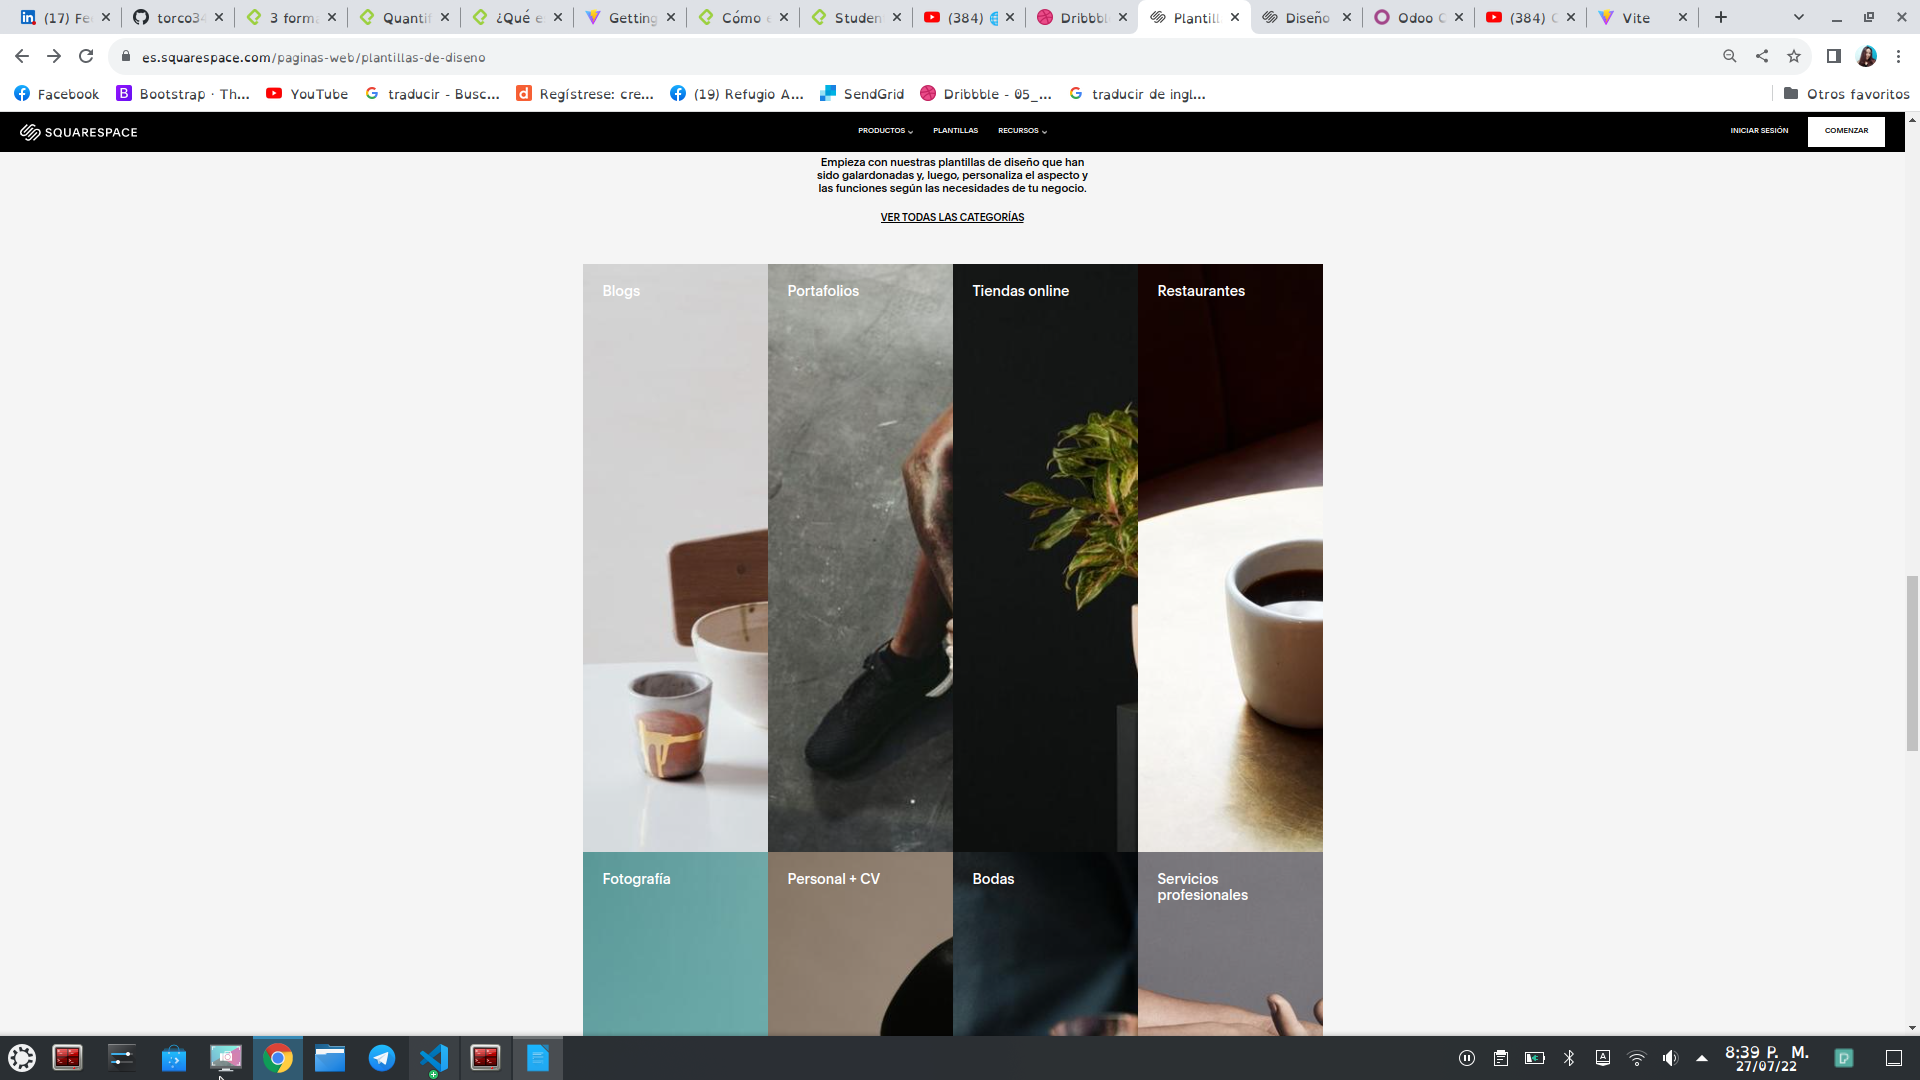 (17) Fe
torco34
3 forma
Quantif
¿Qué e
Getting
Cómo
Studen
(384)
Dribbbl
Plantill
Diseño
Odoo C
(384)
Vite
es.squarespace.com/paginas-web/plantillas-de-diseno
Facebook
Bootstrap · Th...
YouTube
traducir - Busc...
Regístrese: cre...
(19) Refugio A...
SendGrid
Dribbble - 05_...
traducir de ingl...
Otros favoritos
SQUARESPACE
PRODUCTOS
PLANTILLAS
RECURSOS
INICIAR SESIÓN
COMENZAR
Empieza con nuestras plantillas de diseño que han
sido galardonadas y, luego, personaliza el aspecto y
las funciones según las necesidades de tu negocio.
VER TODAS LAS CATEGORÍAS
Blogs
Portafolios
Tiendas online
Restaurantes
Fotografía
Personal + CV
Bodas
Servicios
profesionales
8:39 P. M.
27/07/22